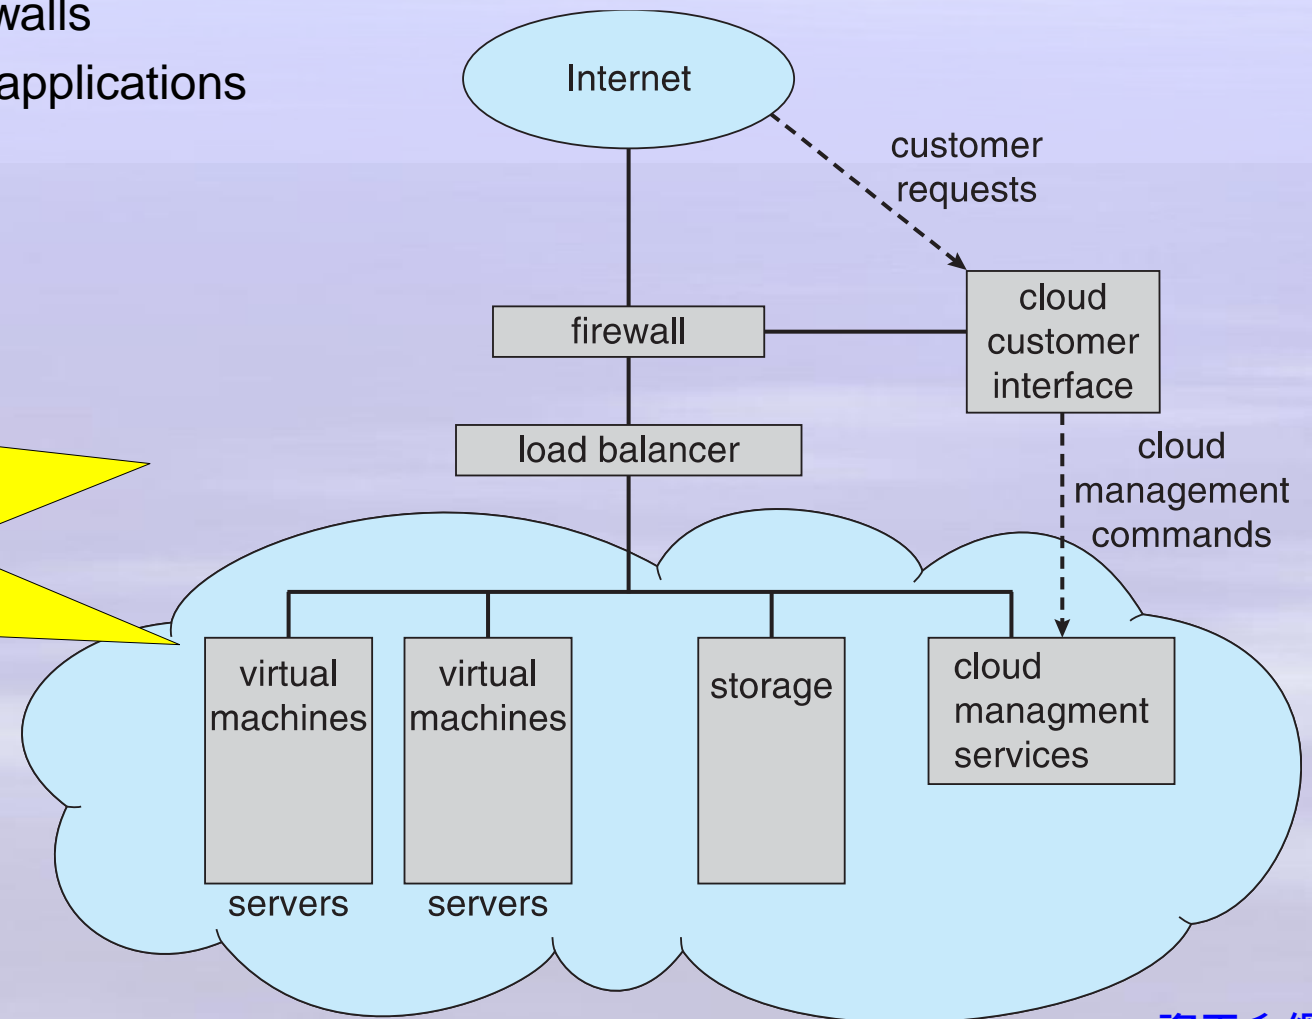 walls
applications
Internet
customer
requests
firewall
cloud
customer
interface
load balancer
cloud
management
commands
virtual
machines
virtual
machines
storage
cloud
managment
services
servers
servers